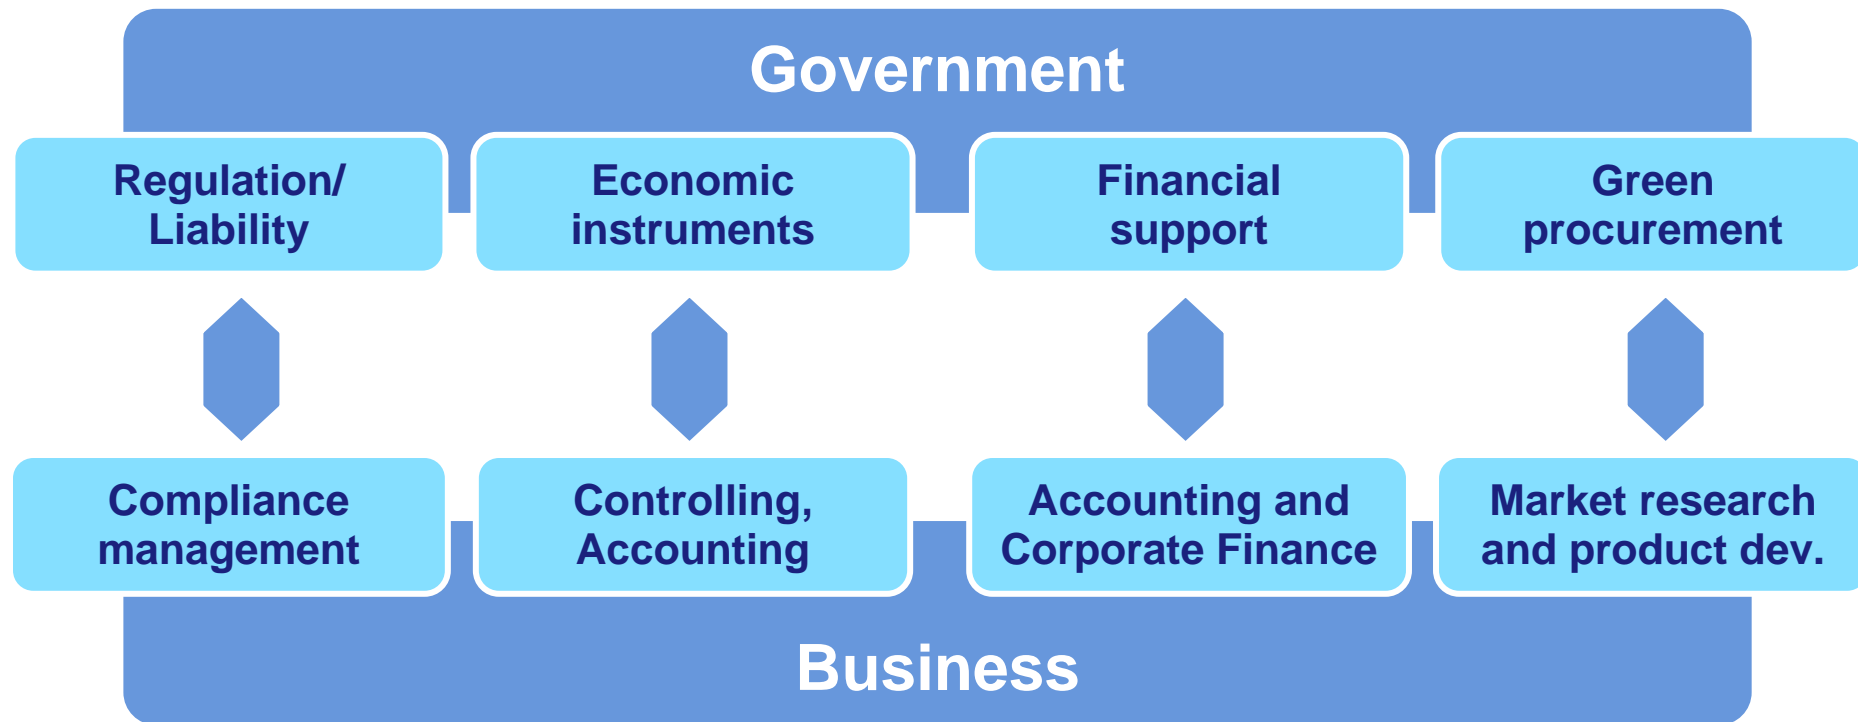 Government
Regulation/
Liability
Economic
instruments
Financial
support
Green
procurement
Compliance
management
Controlling,
Accounting
Accounting and
Corporate Finance
Market research
and product dev.
Business